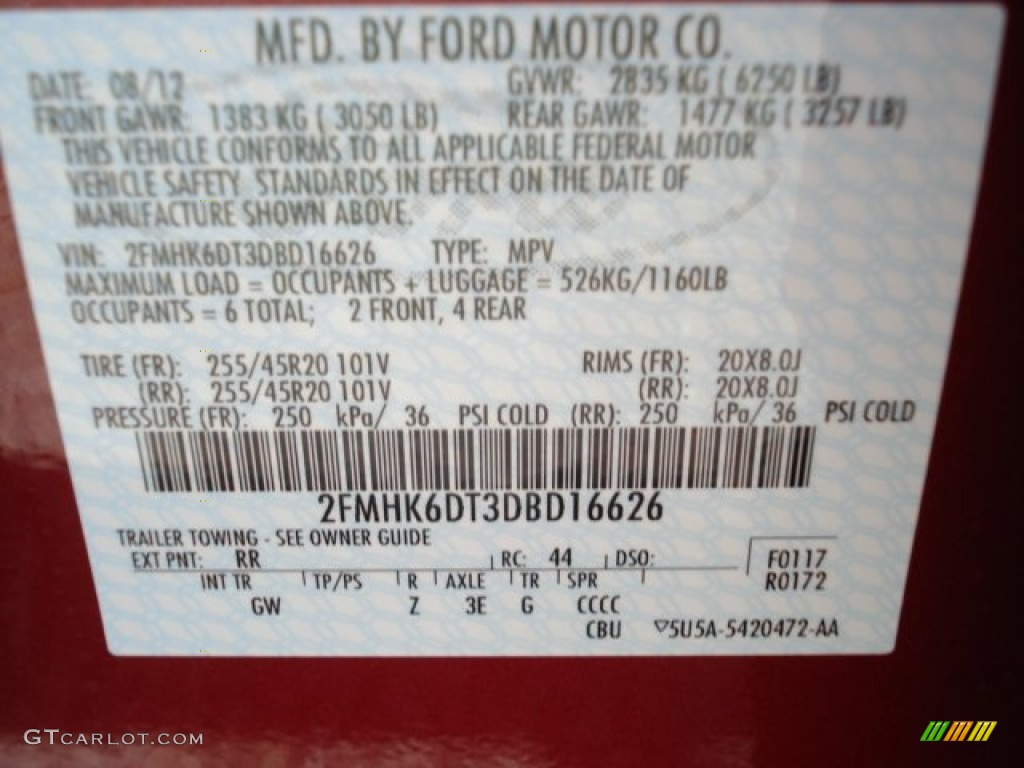 MFD. BY FORD MOTOR CO.
DATE: 08/12 GVWR: 2835 KG ( 6250 LB)
FRONT GAWR: 1383 KG ( 3050 LB) REAR GAWR: 1477 KG ( 3257 LB)
THIS VEHICLE CONFORMS TO ALL APPLICABLE FEDERAL MOTOR
VEHICLE SAFETY STANDARDS IN EFFECT ON THE DATE OF
MANUFACTURE SHOWN ABOVE.
VIN: 2FMHK6DT3DBD16626 TYPE: MPV
MAXIMUM LOAD = OCCUPANTS + LUGGAGE = 526KG/1160LB
OCCUPANTS = 6 TOTAL; 2 FRONT, 4 REAR
TIRE (FR): 255/45R20 101V RIMS (FR): 20X8.0J
(RR): 255/45R20 101V (RR): 20X8.0J
PRESSURE (FR): 250 kPa/ 36 PSI COLD (RR): 250 kPa/ 36 PSI COLD
2FMHK6DT3DBD16626
TRAILER TOWING - SEE OWNER GUIDE
EXT PNT: RR RC: 44 DSO: F0117
INT TR TP/PS R AXLE TR SPR R0172
GW Z 3E G CCCC
CBU ▽5U5A-5420472-AA
GTCARLOT.COM